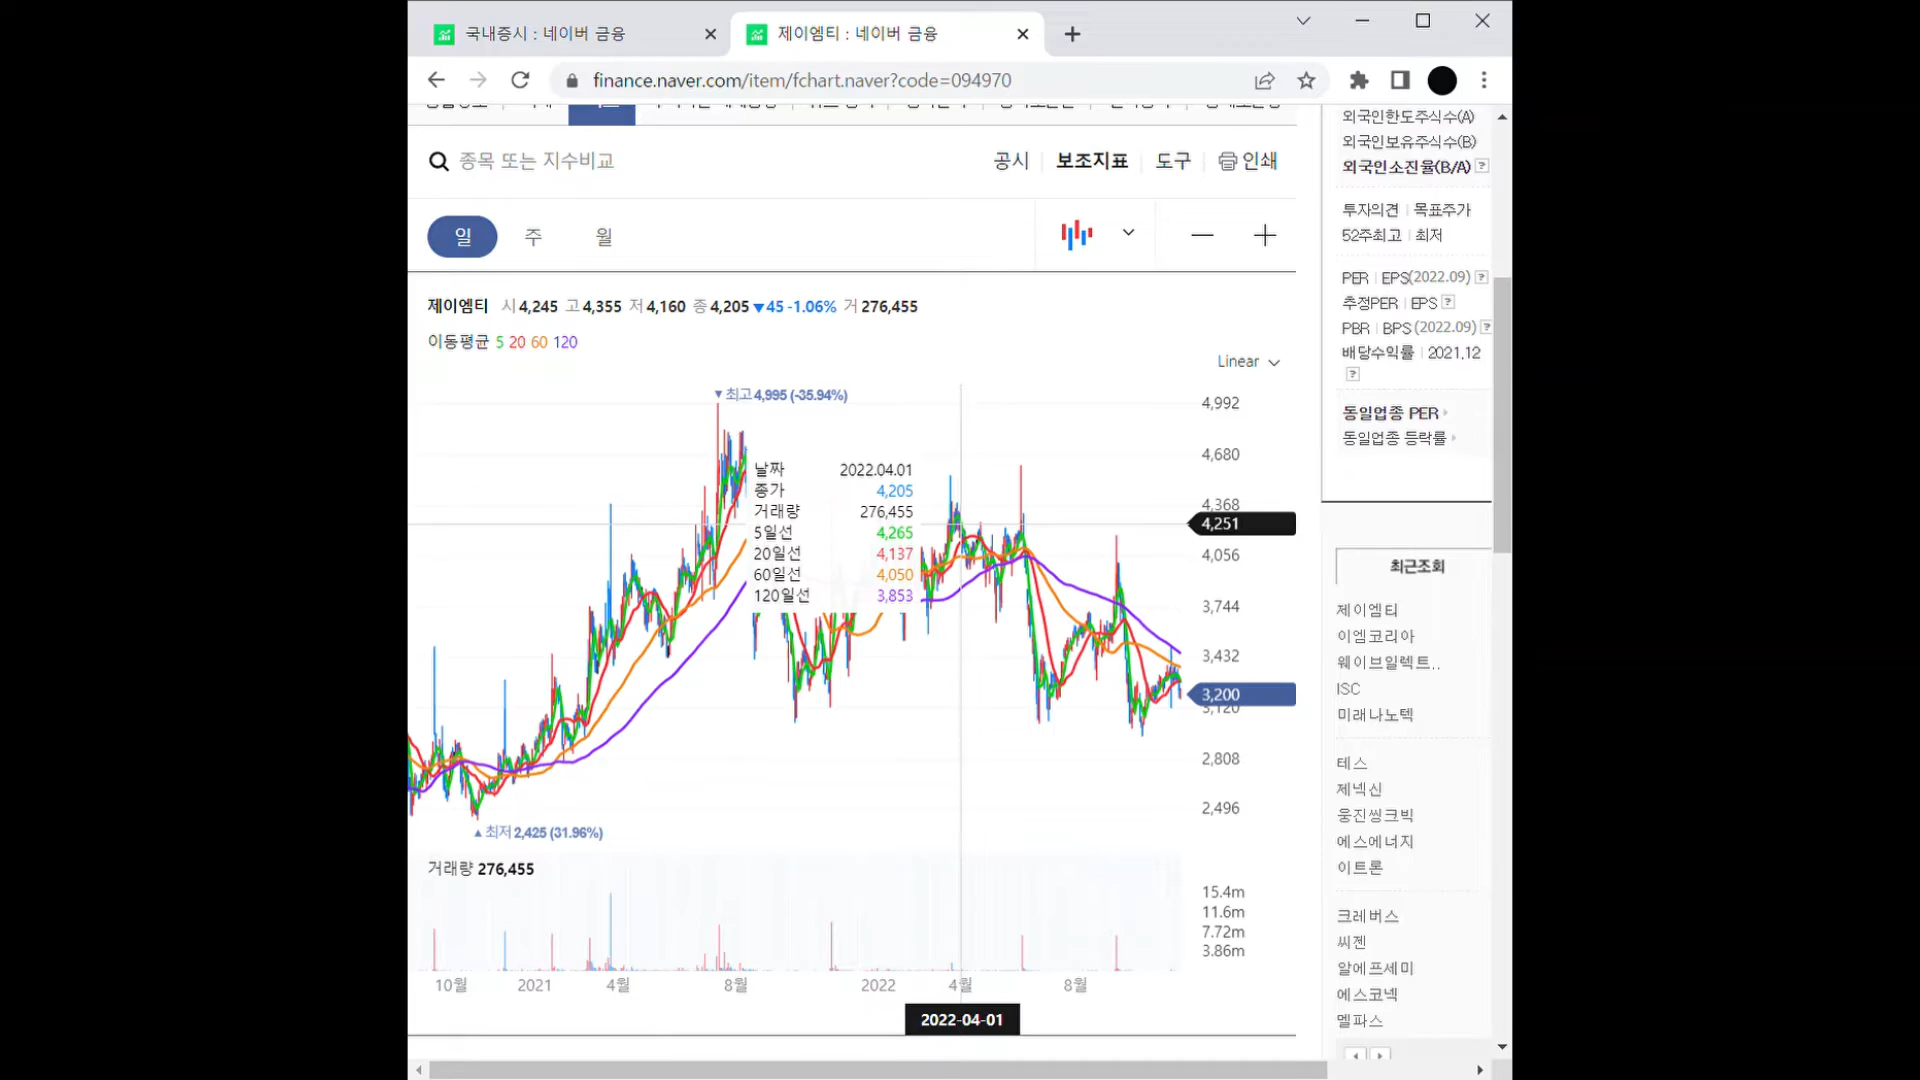 국내증시 : 네이버 금융
제이엠티 : 네이버 금융
finance.naver.com/item/fchart.naver?code=094970
종목 또는 지수비교
공시
보조지표
도구
인쇄
일
주
월
제이엠티 시 4,245 고 4,355 저 4,160 종 4,205 ▼45 -1.06% 거 276,455
이동평균 5 20 60 120
Linear
▼최고 4,995 (-35.94%)
날짜 2022.04.01
종가 4,205
거래량 276,455
5일선 4,265
20일선 4,137
60일선 4,050
120일선 3,853
4,992
4,680
4,368
4,251
4,056
3,744
3,432
3,200
3,120
2,808
2,496
▲최저 2,425 (31.96%)
거래량 276,455
15.4m
11.6m
7.72m
3.86m
10월 2021 4월 8월 2022 4월 8월
2022-04-01
외국인한도주식수(A)
외국인보유주식수(B)
외국인소진율(B/A) ?
투자의견 | 목표주가
52주최고 | 최저
PER | EPS(2022.09) ?
추정PER | EPS ?
PBR | BPS (2022.09) ?
배당수익률 | 2021.12
?
동일업종 PER
동일업종 등락률
최근조회
제이엠티
이엠코리아
웨이브일렉트..
ISC
미래나노텍
테스
제넥신
웅진씽크빅
에스에너지
이트론
크레버스
씨젠
알에프세미
에스코넥
멜파스